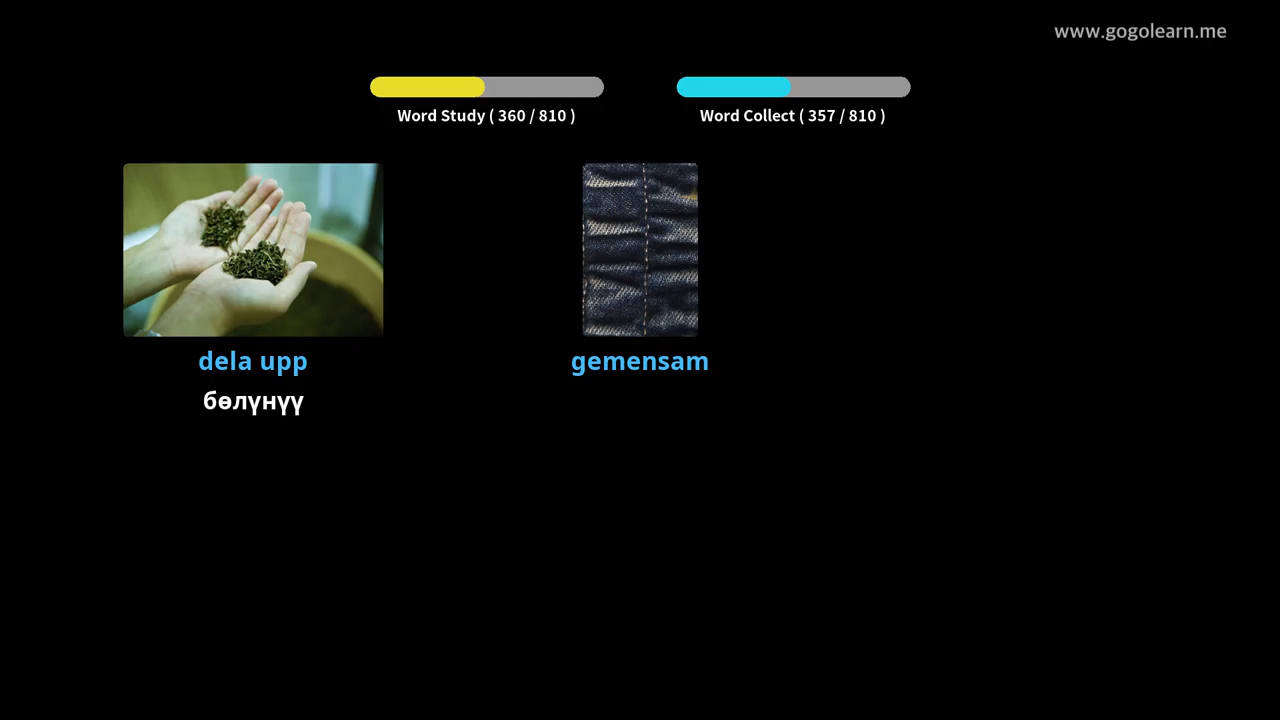 www.gogolearn.me
Word Study ( 360 / 810 )
Word Collect ( 357 / 810 )
dela upp
бөлүнүү
gemensam